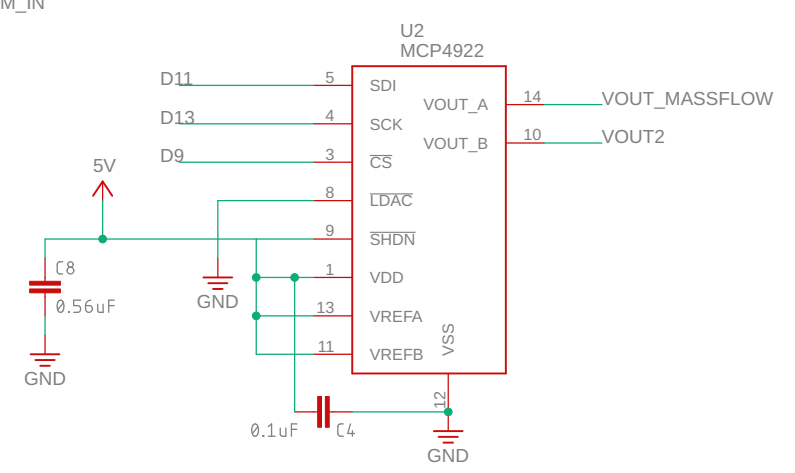 M_IN
U2
MCP4922
D11
5
SDI
14
VOUT_MASSFLOW
VOUT_A
D13
4
SCK
10
VOUT2
VOUT_B
D9
3
CS
5V
8
LDAC
9
SHDN
C8
1
VDD
GND
0.56uF
13
VREFA
VSS
11
VREFB
GND
12
0.1uF
C4
GND